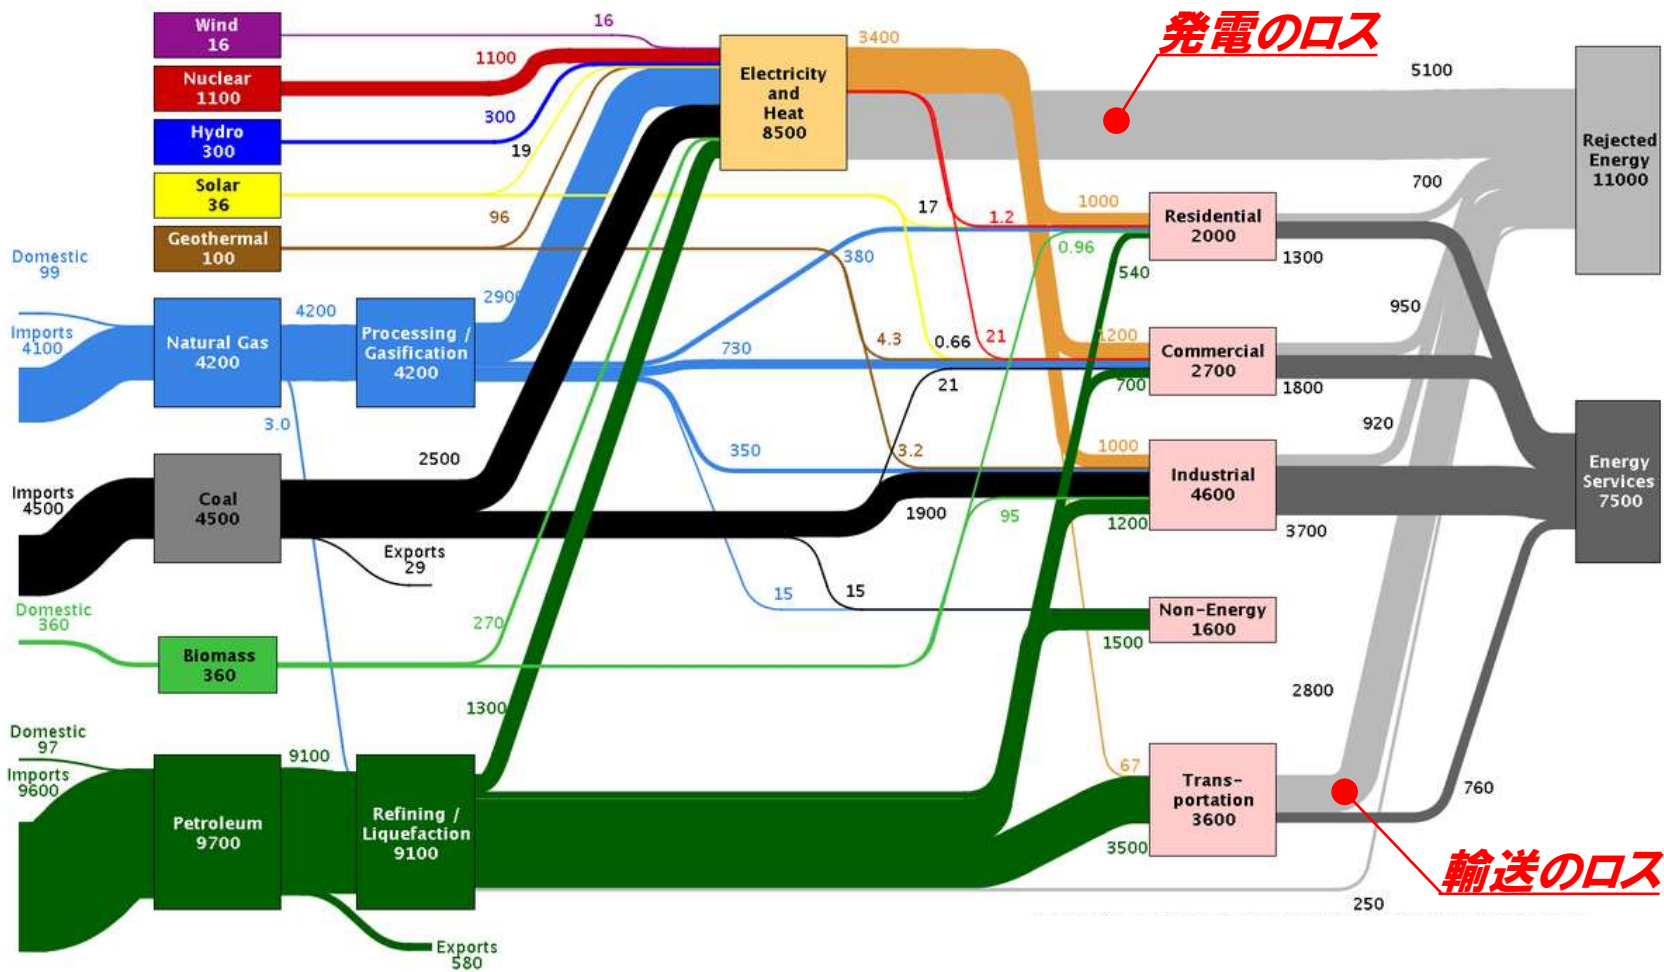 発電のロス
Wind
16
16
3400
Nuclear
1100
1100
Electricity
and
Heat
8500
5100
Rejected
Energy
11000
Hydro
300
300
19
Solar
36
700
17
1.2
1000
Residential
2000
96
Geothermal
100
0.96
1300
Domestic
99
380
540
2900
Imports
4100
Natural Gas
4200
4200
Processing /
Gasification
4200
950
4.3
0.66
21
1200
Commercial
2700
730
21
700
1800
3.0
920
Imports
4500
Coal
4500
2500
350
3.2
1000
Industrial
4600
Energy
Services
7500
1900
95
1200
3700
Exports
29
Domestic
360
270
15
15
Non-Energy
1600
1500
Biomass
360
2800
1300
Domestic
97
Imports
9600
9100
67
Trans-
portation
3600
760
Petroleum
9700
Refining /
Liquefaction
9100
3500
輸送のロス
250
Exports
580